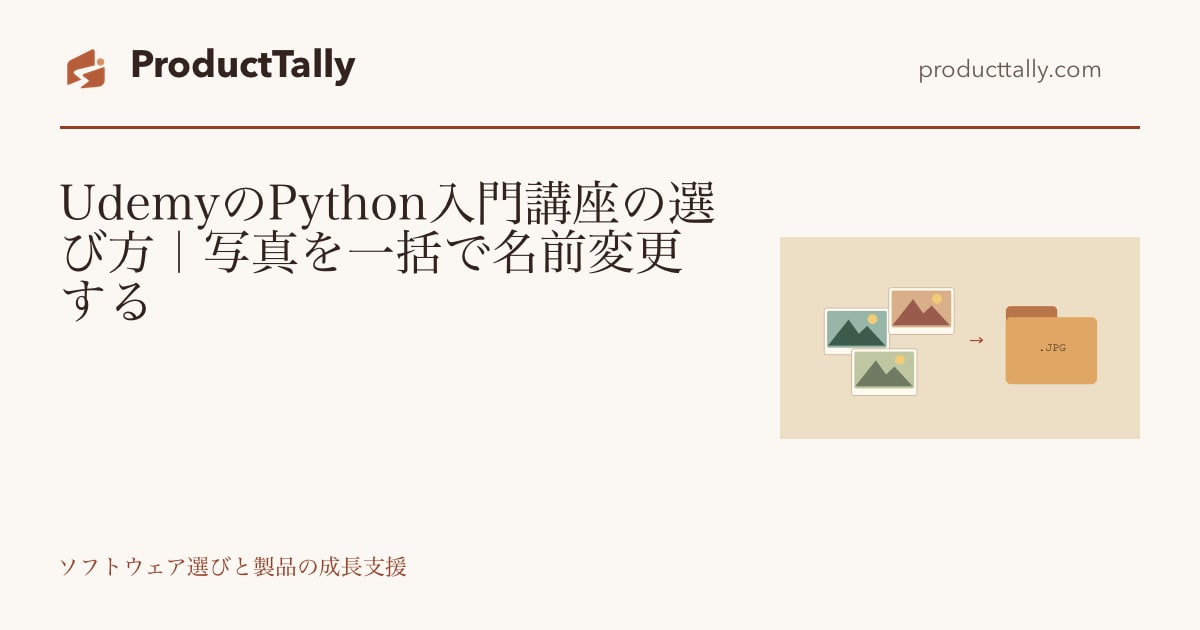 ProductTally
producttally.com
UdemyのPython入門講座の選
び方｜写真を一括で名前変更
する
.JPG
ソフトウェア選びと製品の成長支援